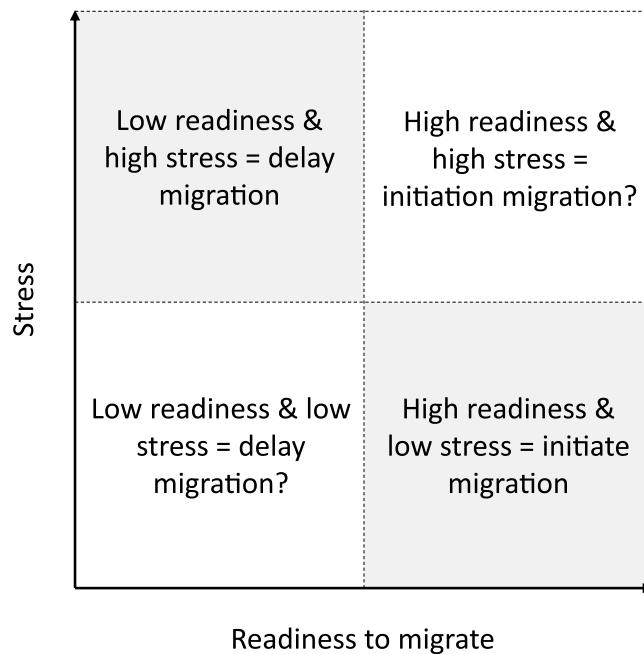 Low readiness &
high stress = delay
migration
High readiness &
high stress =
initiation migration?
Stress
Low readiness & low
stress = delay
migration?
High readiness &
low stress = initiate
migration
Readiness to migrate